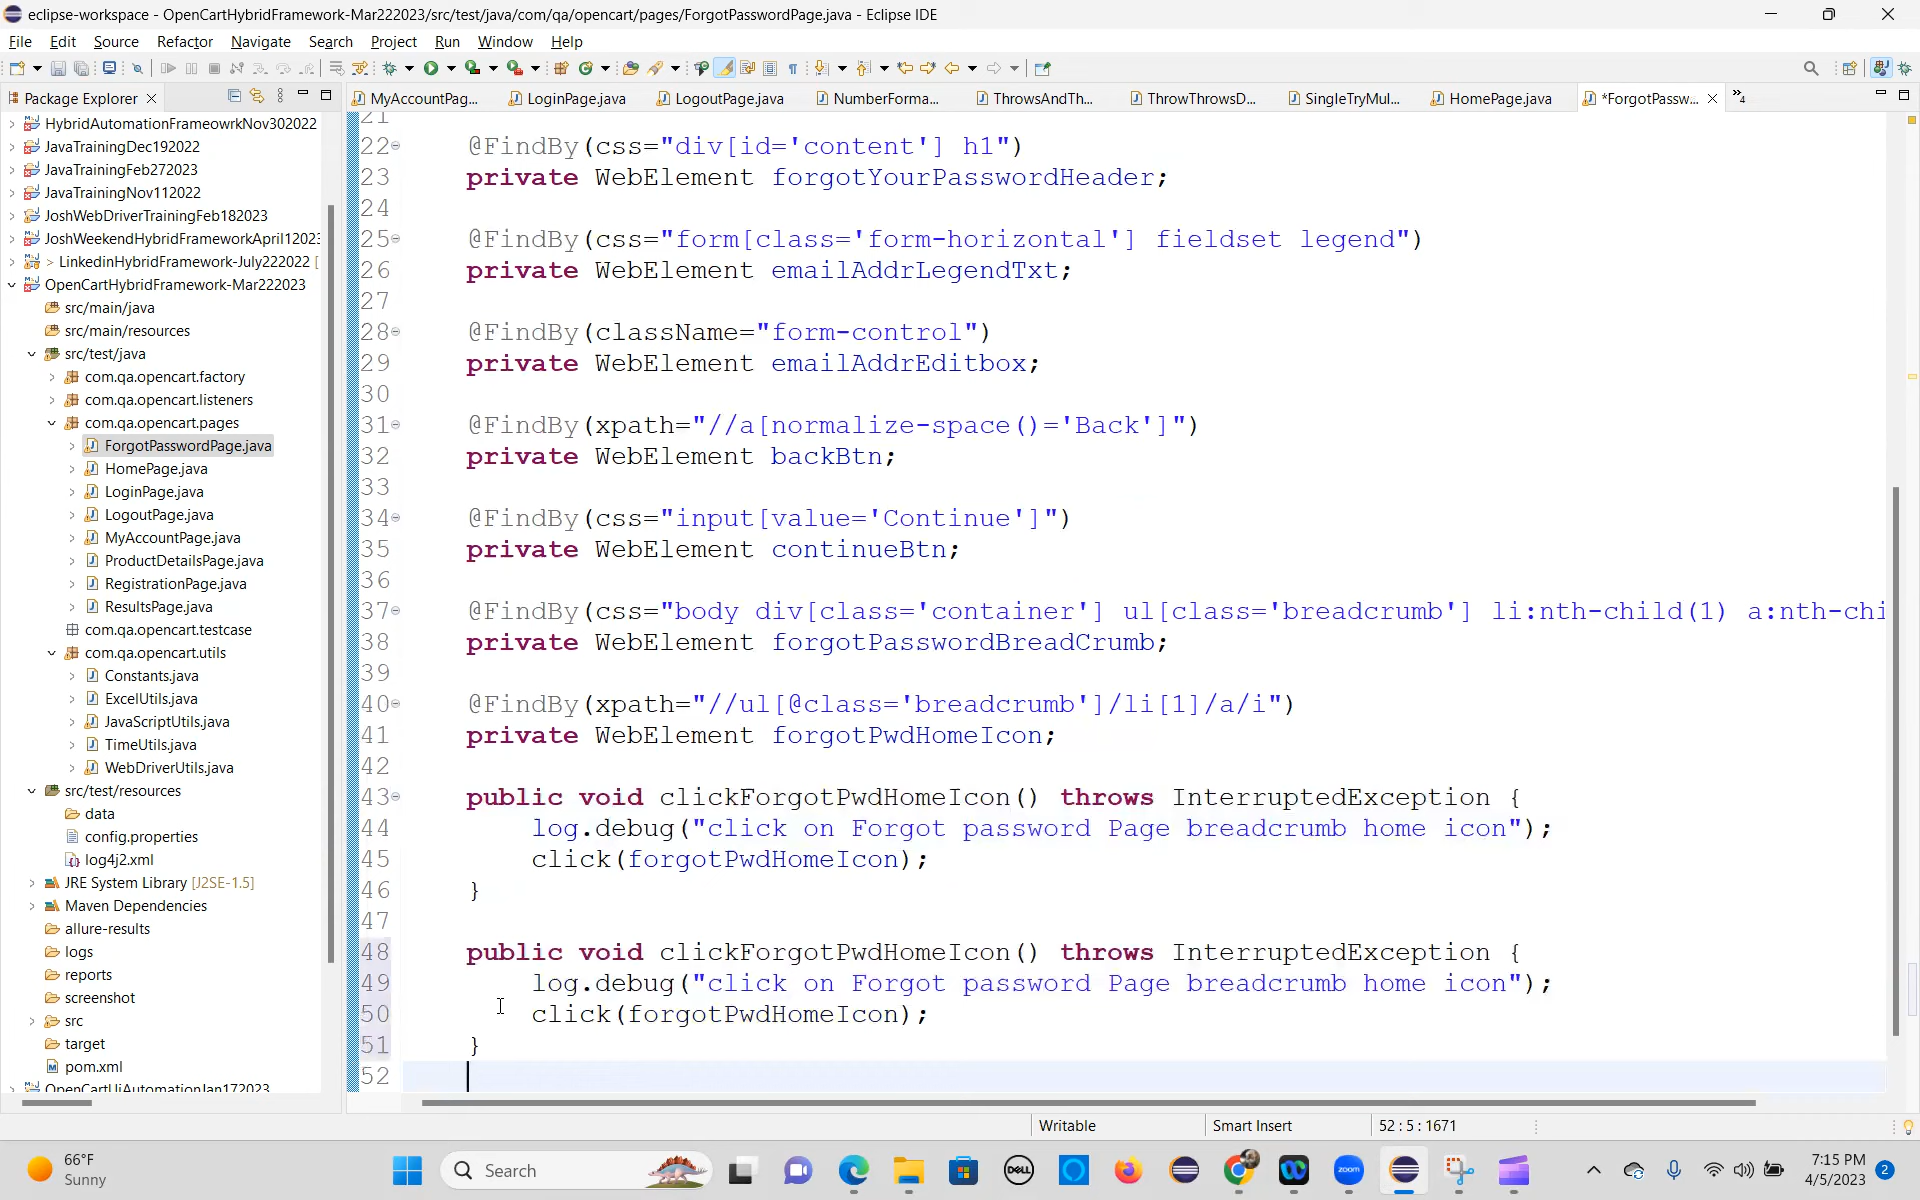 eclipse-workspace - OpenCartHybridFramework-Mar222023/src/test/java/com/qa/opencart/pages/ForgotPasswordPage.java - Eclipse IDE
File Edit Source Refactor Navigate Search Project Run Window Help
Package Explorer
MyAccountPag... LoginPage.java LogoutPage.java NumberForma... ThrowsAndTh... ThrowThrowsD... SingleTryMul... HomePage.java *ForgotPassw... »4
HybridAutomationFrameowrkNov302022
JavaTrainingDec192022
JavaTrainingFeb272023
JavaTrainingNov112022
JoshWebDriverTrainingFeb182023
JoshWeekendHybridFrameworkApril12023
> LinkedinHybridFramework-July222022 [
OpenCartHybridFramework-Mar222023
src/main/java
src/main/resources
src/test/java
com.qa.opencart.factory
com.qa.opencart.listeners
com.qa.opencart.pages
ForgotPasswordPage.java
HomePage.java
LoginPage.java
LogoutPage.java
MyAccountPage.java
ProductDetailsPage.java
RegistrationPage.java
ResultsPage.java
com.qa.opencart.testcase
com.qa.opencart.utils
Constants.java
ExcelUtils.java
JavaScriptUtils.java
TimeUtils.java
WebDriverUtils.java
src/test/resources
data
config.properties
log4j2.xml
JRE System Library [J2SE-1.5]
Maven Dependencies
allure-results
logs
reports
screenshot
src
target
pom.xml
OpenCartUiAutomationJan172023
21
22 @FindBy(css="div[id='content'] h1")
23 private WebElement forgotYourPasswordHeader;
24
25 @FindBy(css="form[class='form-horizontal'] fieldset legend")
26 private WebElement emailAddrLegendTxt;
27
28 @FindBy(className="form-control")
29 private WebElement emailAddrEditbox;
30
31 @FindBy(xpath="//a[normalize-space()='Back']")
32 private WebElement backBtn;
33
34 @FindBy(css="input[value='Continue']")
35 private WebElement continueBtn;
36
37 @FindBy(css="body div[class='container'] ul[class='breadcrumb'] li:nth-child(1) a:nth-chi
38 private WebElement forgotPasswordBreadCrumb;
39
40 @FindBy(xpath="//ul[@class='breadcrumb']/li[1]/a/i")
41 private WebElement forgotPwdHomeIcon;
42
43 public void clickForgotPwdHomeIcon() throws InterruptedException {
44 log.debug("click on Forgot password Page breadcrumb home icon");
45 click(forgotPwdHomeIcon);
46 }
47
48 public void clickForgotPwdHomeIcon() throws InterruptedException {
49 log.debug("click on Forgot password Page breadcrumb home icon");
50 click(forgotPwdHomeIcon);
51 }
52
Writable Smart Insert 52 : 5 : 1671
66°F
Sunny
Search
DELL
zoom
7:15 PM
4/5/2023
2